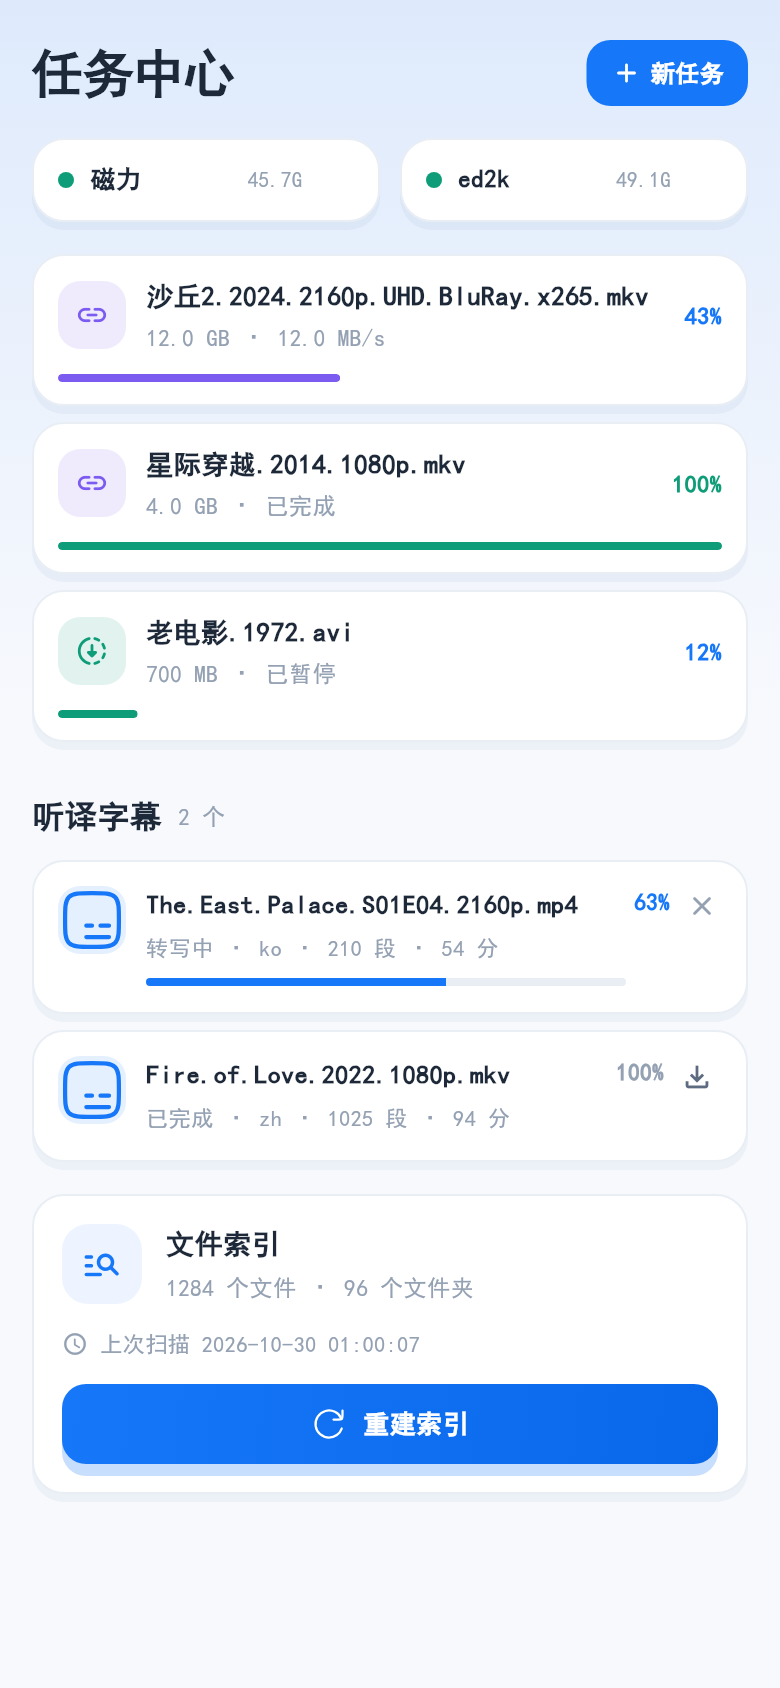 任务中心
新任务
磁力 45.7G
ed2k 49.1G
沙丘2.2024.2160p.UHD.BluRay.x265.mkv
43%
12.0 GB · 12.0 MB/s
星际穿越.2014.1080p.mkv
100%
4.0 GB · 已完成
老电影.1972.avi
12%
700 MB · 已暂停
听译字幕 2 个
The.East.Palace.S01E04.2160p.mp4 63%
转写中 · ko · 210 段 · 54 分
Fire.of.Love.2022.1080p.mkv 100%
已完成 · zh · 1025 段 · 94 分
文件索引
1284 个文件 · 96 个文件夹
上次扫描 2026-10-30 01:00:07
重建索引